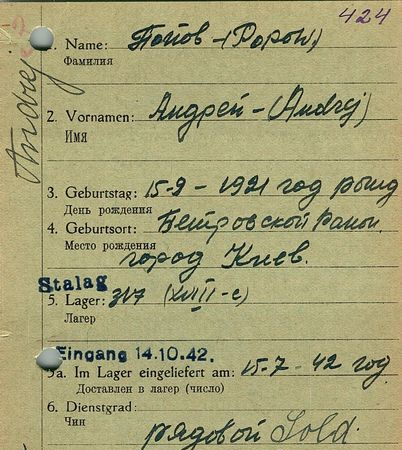 424
Andrej
1. Name: Попов - (Popow)
Фамилия
2. Vornamen: Андрей - (Andrej)
Имя
3. Geburtstag: 15-9 - 1921 год рожд
День рождения
4. Geburtsort: Петровской Район.
Место рождения город Киев.
Stalag
5. Lager: 317 (XVIII-c)
Лагер
Eingang 14.10.42.
5a. Im Lager eingeliefert am: 15-7-42 год
Доставлен в лагер (число)
6. Dienstgrad:
Чин
рядовой Sold.